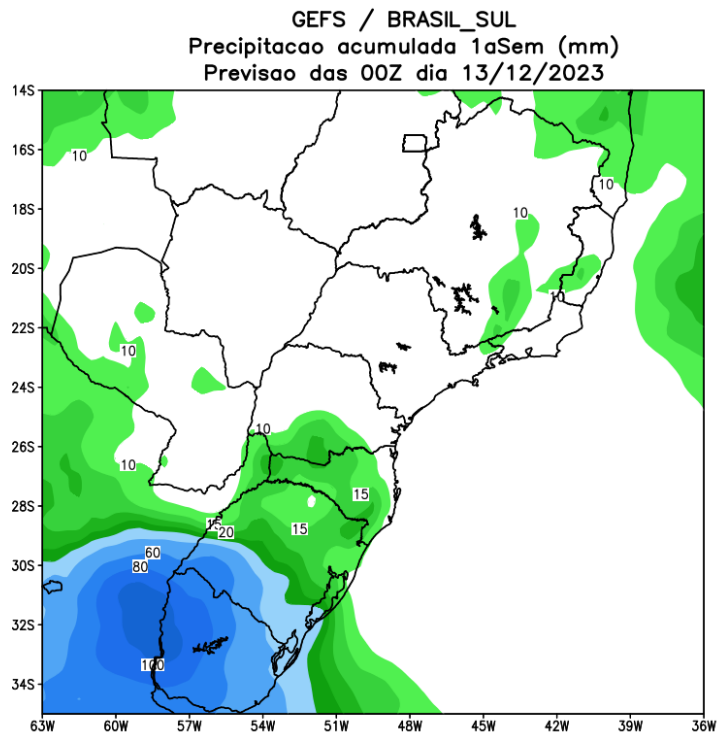 GEFS / BRASIL_SUL
Precipitacao acumulada 1aSem (mm)
Previsao das 00Z dia 13/12/2023
14S
16S
10
10
18S
10
20S
10
22S
10
24S
10
26S
10
15
28S
15
20
15
60
30S
80
32S
100
34S
63W 60W 57W 54W 51W 48W 45W 42W 39W 36W